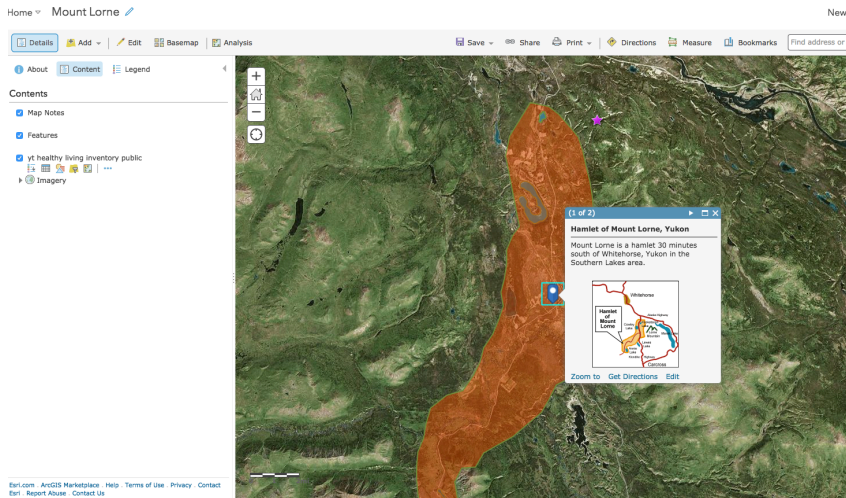 Home Mount Lorne
New
Details Add Edit Basemap Analysis Save Share Print Directions Measure Bookmarks Find address or
About Content Legend
Contents
Map Notes
Features
yt healthy living inventory public
Imagery
(1 of 2)
Hamlet of Mount Lorne, Yukon
Mount Lorne is a hamlet 30 minutes
south of Whitehorse, Yukon in the
Southern Lakes area.
Whitehorse
Alaska Highway
Hamlet
of
Mount
Lorne
Carcross
Zoom to Get Directions Edit
Esri.com . ArcGIS Marketplace . Help . Terms of Use . Privacy . Contact
Esri . Report Abuse . Contact Us